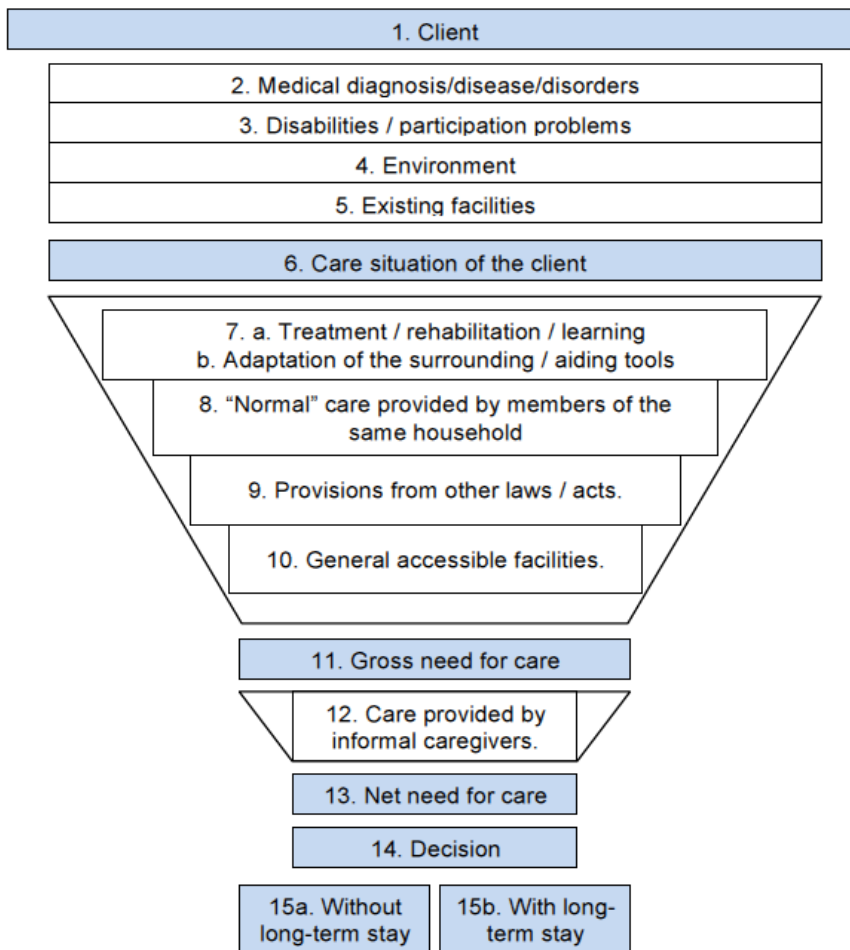 1. Client
2. Medical diagnosis/disease/disorders
3. Disabilities / participation problems
4. Environment
5. Existing facilities
6. Care situation of the client
7. a. Treatment / rehabilitation / learning
b. Adaptation of the surrounding / aiding tools
8. “Normal” care provided by members of the
same household
9. Provisions from other laws / acts.
10. General accessible facilities.
11. Gross need for care
12. Care provided by
informal caregivers.
13. Net need for care
14. Decision
15a. Without
long-term stay
15b. With long-
term stay